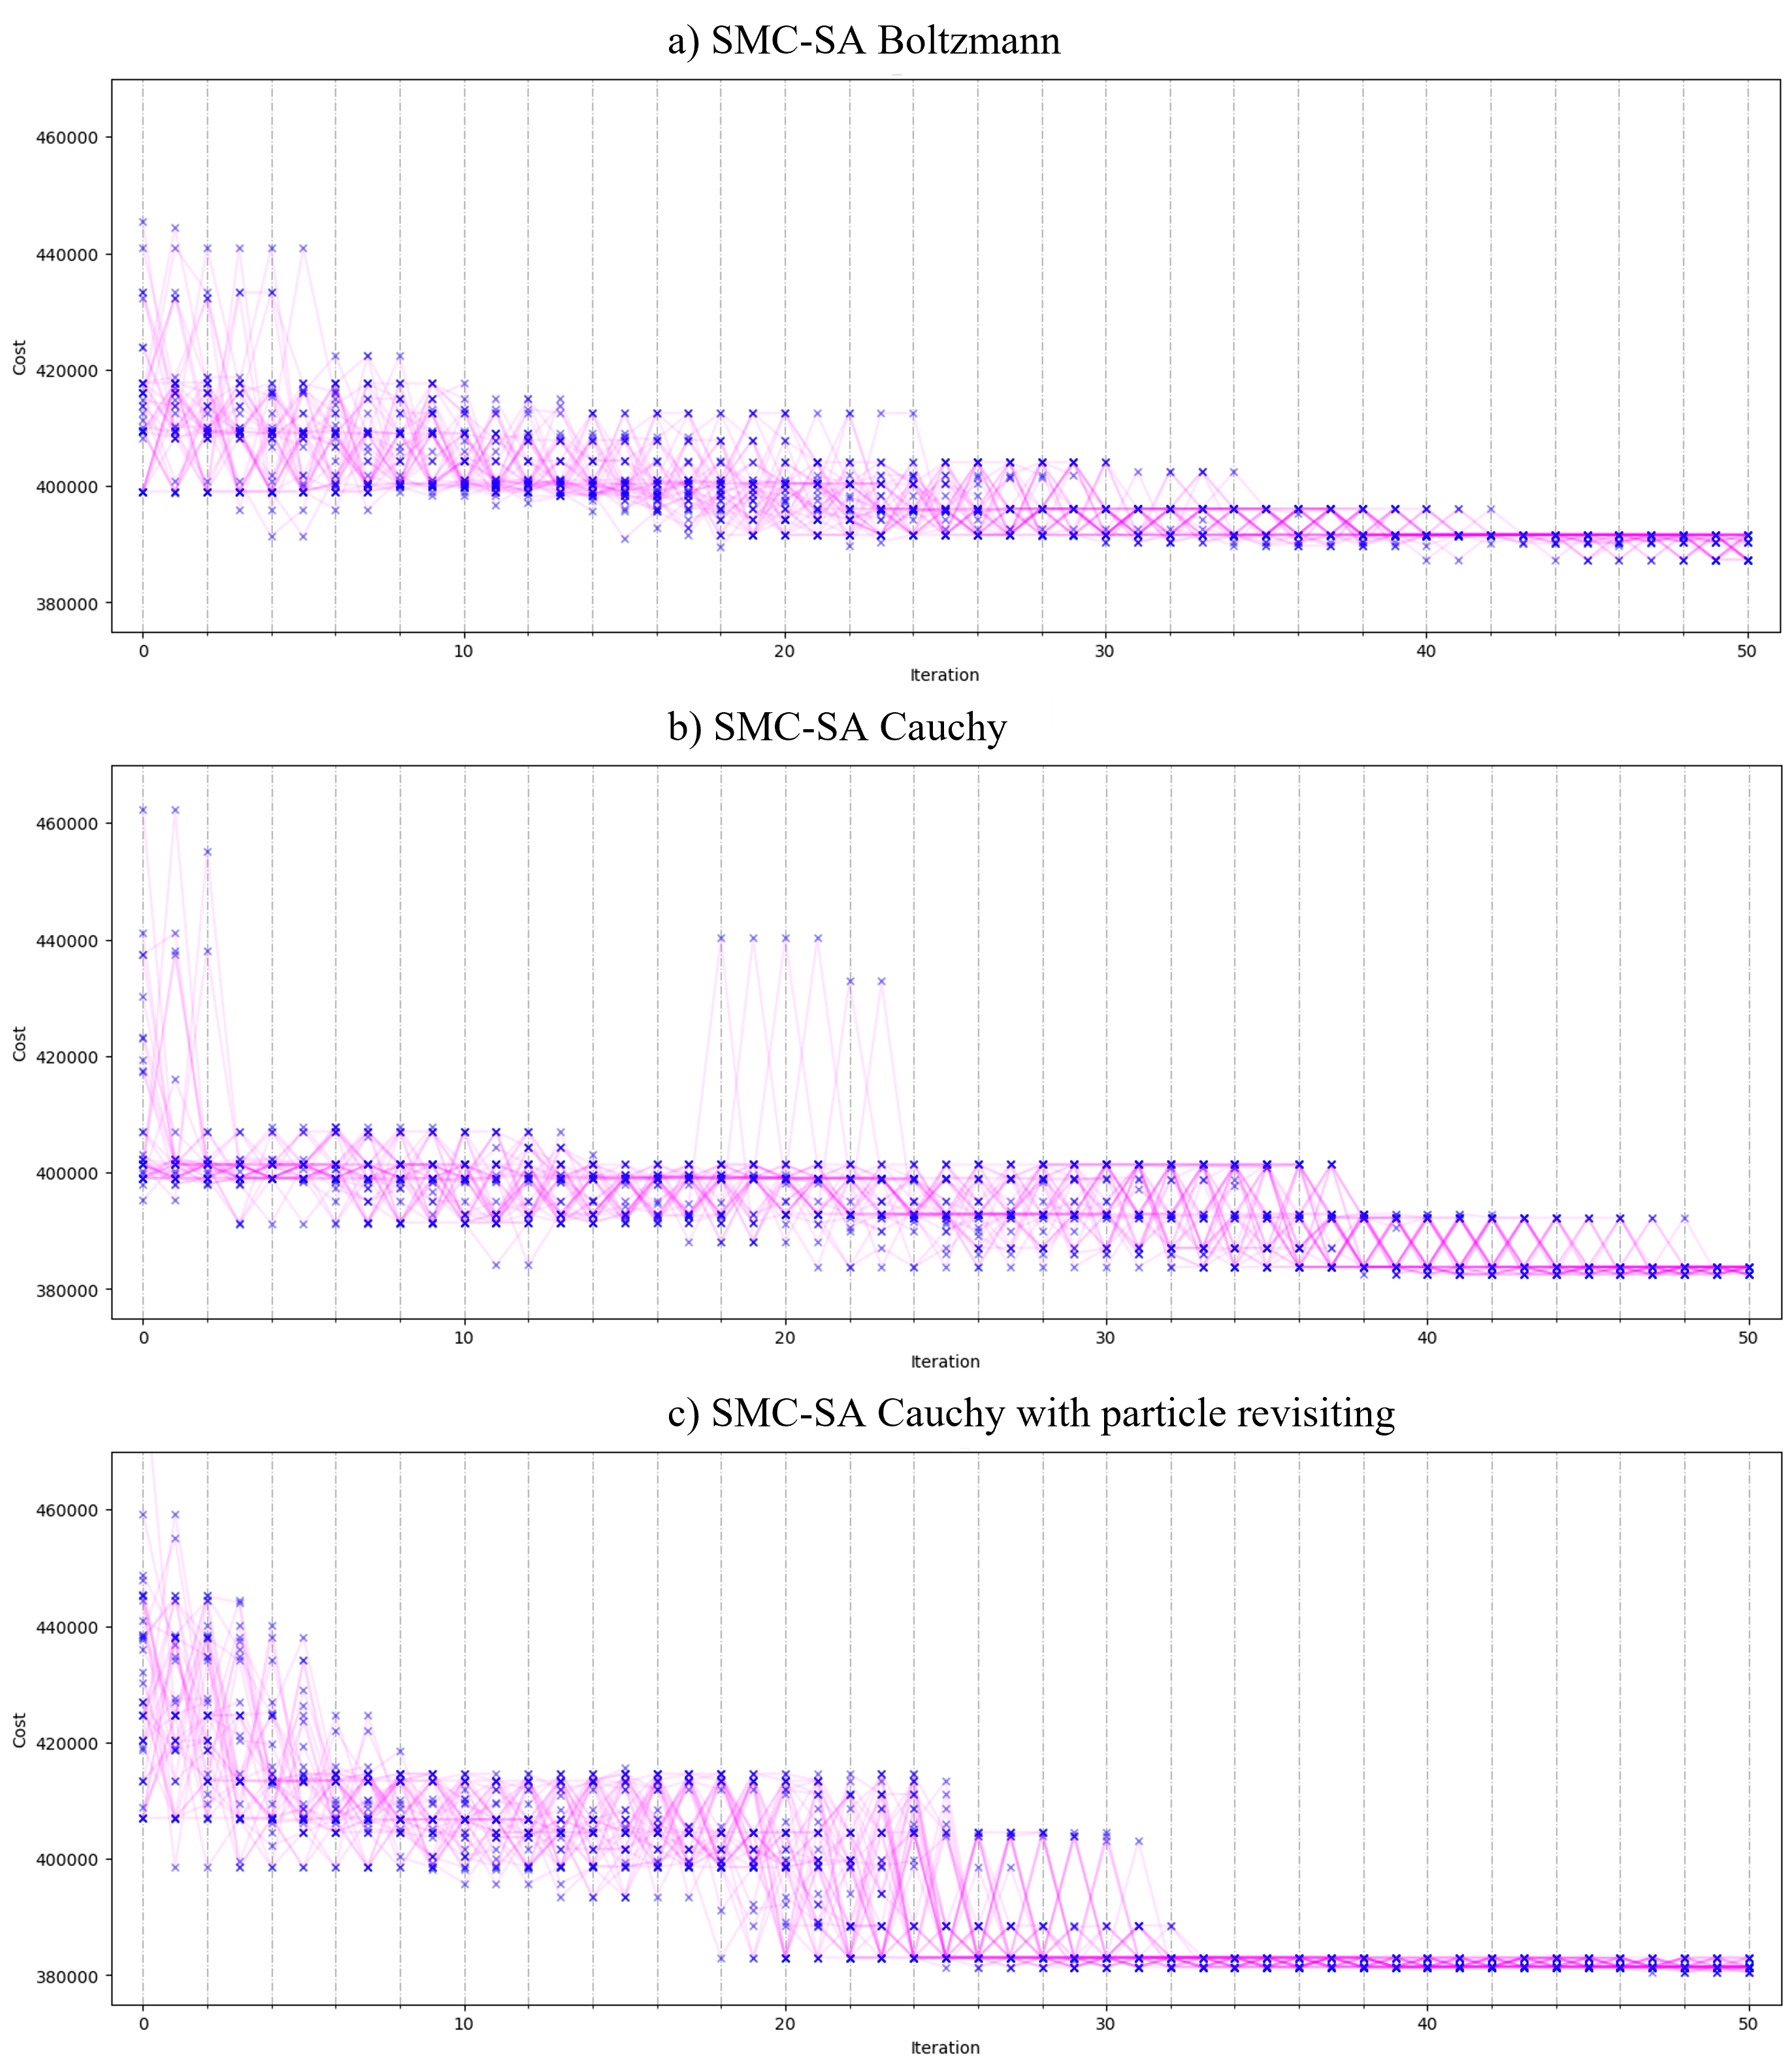 a) SMC-SA Boltzmann
460000
440000
420000
400000
380000
Cost
0 10 20 30 40 50
Iteration
b) SMC-SA Cauchy
460000
440000
420000
400000
380000
Cost
0 10 20 30 40 50
Iteration
c) SMC-SA Cauchy with particle revisiting
460000
440000
420000
400000
380000
Cost
0 10 20 30 40 50
Iteration